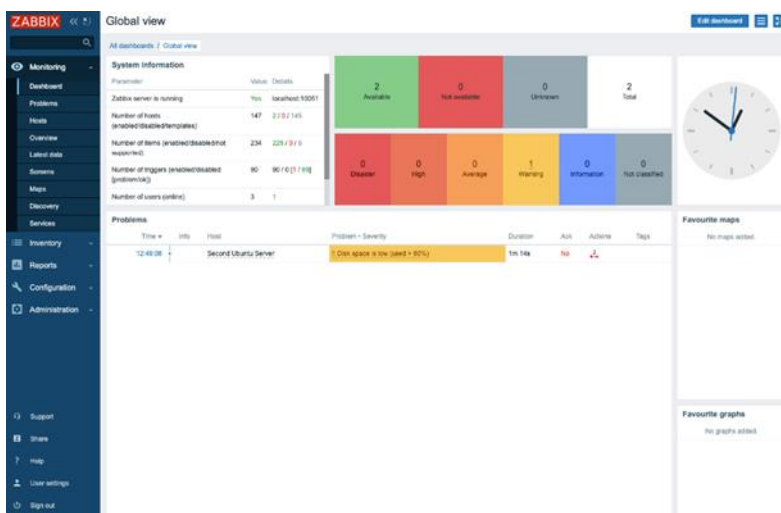 ZABBIX
Global view
Edit dashboard
All dashboards / Global view
Monitoring
Dashboard
Problems
Hosts
Overview
Latest data
Screens
Maps
Discovery
Services
Inventory
Reports
Configuration
Administration
Support
Share
? Help
User settings
Sign out
System information
Parameter Value Details
Zabbix server is running Yes localhost:10051
Number of hosts (enabled/disabled/templates) 147 2 / 0 / 145
Number of items (enabled/disabled/not supported) 234
Number of triggers (enabled/disabled [problem/ok]) 90 90 / 0 [1 / 89]
Number of users (online) 3 1
2 Available
0 Not available
0 Unknown
2 Total
0 Disaster
0 High
0 Average
1 Warning
0 Information
0 Not classified
Problems
Time Info Host Problem • Severity Duration Ack Actions Tags
Second Ubuntu Server Disk space is low (used > 80%) 1m 14s No
Favourite maps
No maps added.
Favourite graphs
No graphs added.